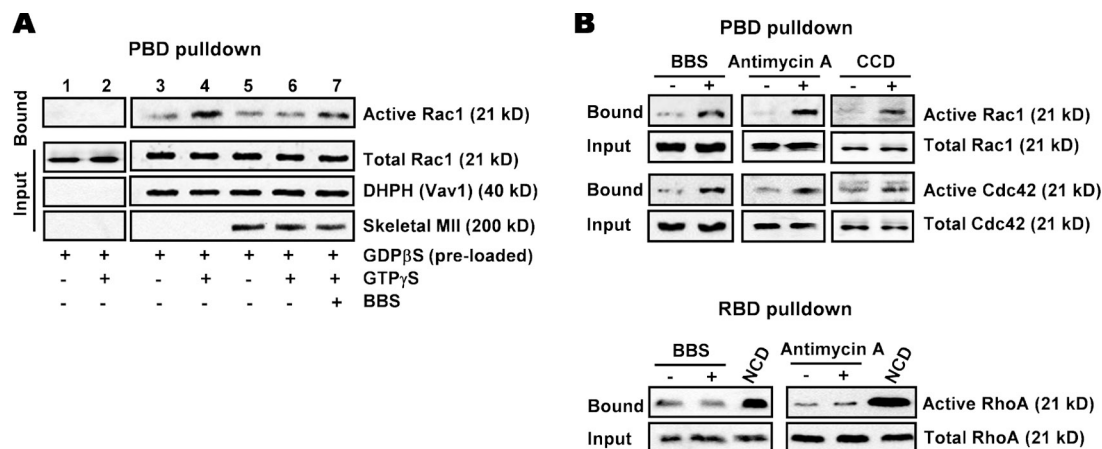 A
PBD pulldown
1 2 3 4 5 6 7
Bound
Active Rac1 (21 kD)
Input
Total Rac1 (21 kD)
DHPH (Vav1) (40 kD)
Skeletal MII (200 kD)
+ + + + + + + GDPβS (pre-loaded)
- + - + - + + GTPγS
- - - - - - + BBS
B
PBD pulldown
BBS Antimycin A CCD
- + - + - +
Bound Active Rac1 (21 kD)
Input Total Rac1 (21 kD)
Bound Active Cdc42 (21 kD)
Input Total Cdc42 (21 kD)
RBD pulldown
BBS NCD Antimycin A NCD
- + - +
Bound Active RhoA (21 kD)
Input Total RhoA (21 kD)